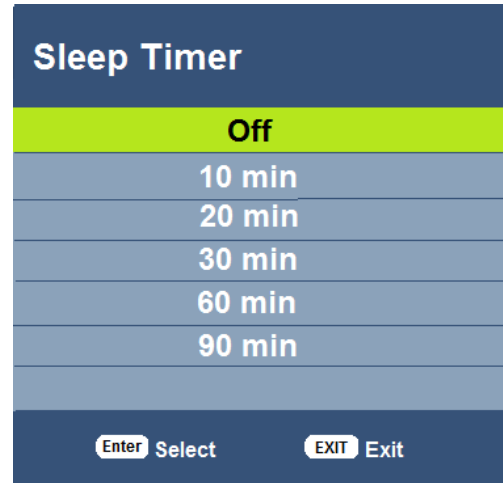 Sleep Timer
Off
10 min
20 min
30 min
60 min
90 min
Enter Select EXIT Exit